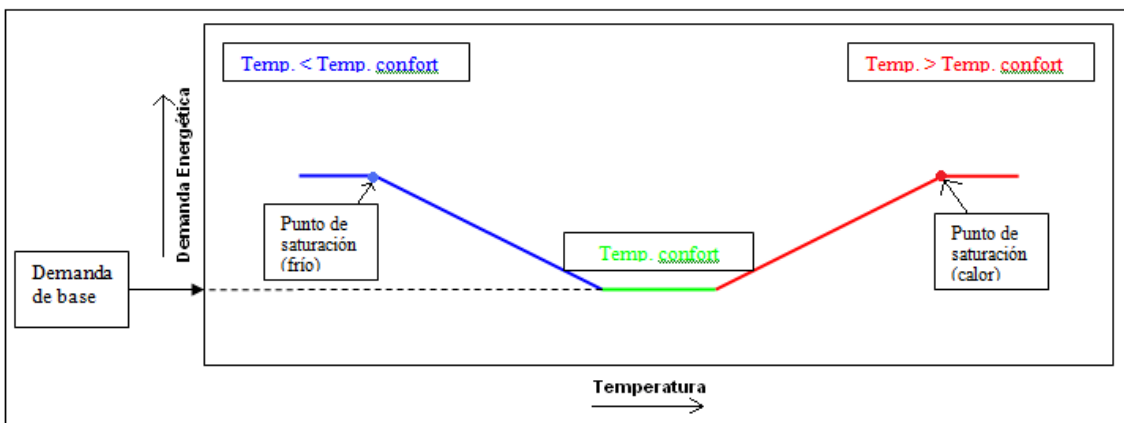 Temp. < Temp. confort
Temp. > Temp. confort
Demanda Energética
Punto de
saturación
(frío)
Temp. confort
Punto de
saturación
(calor)
Demanda
de base
Temperatura